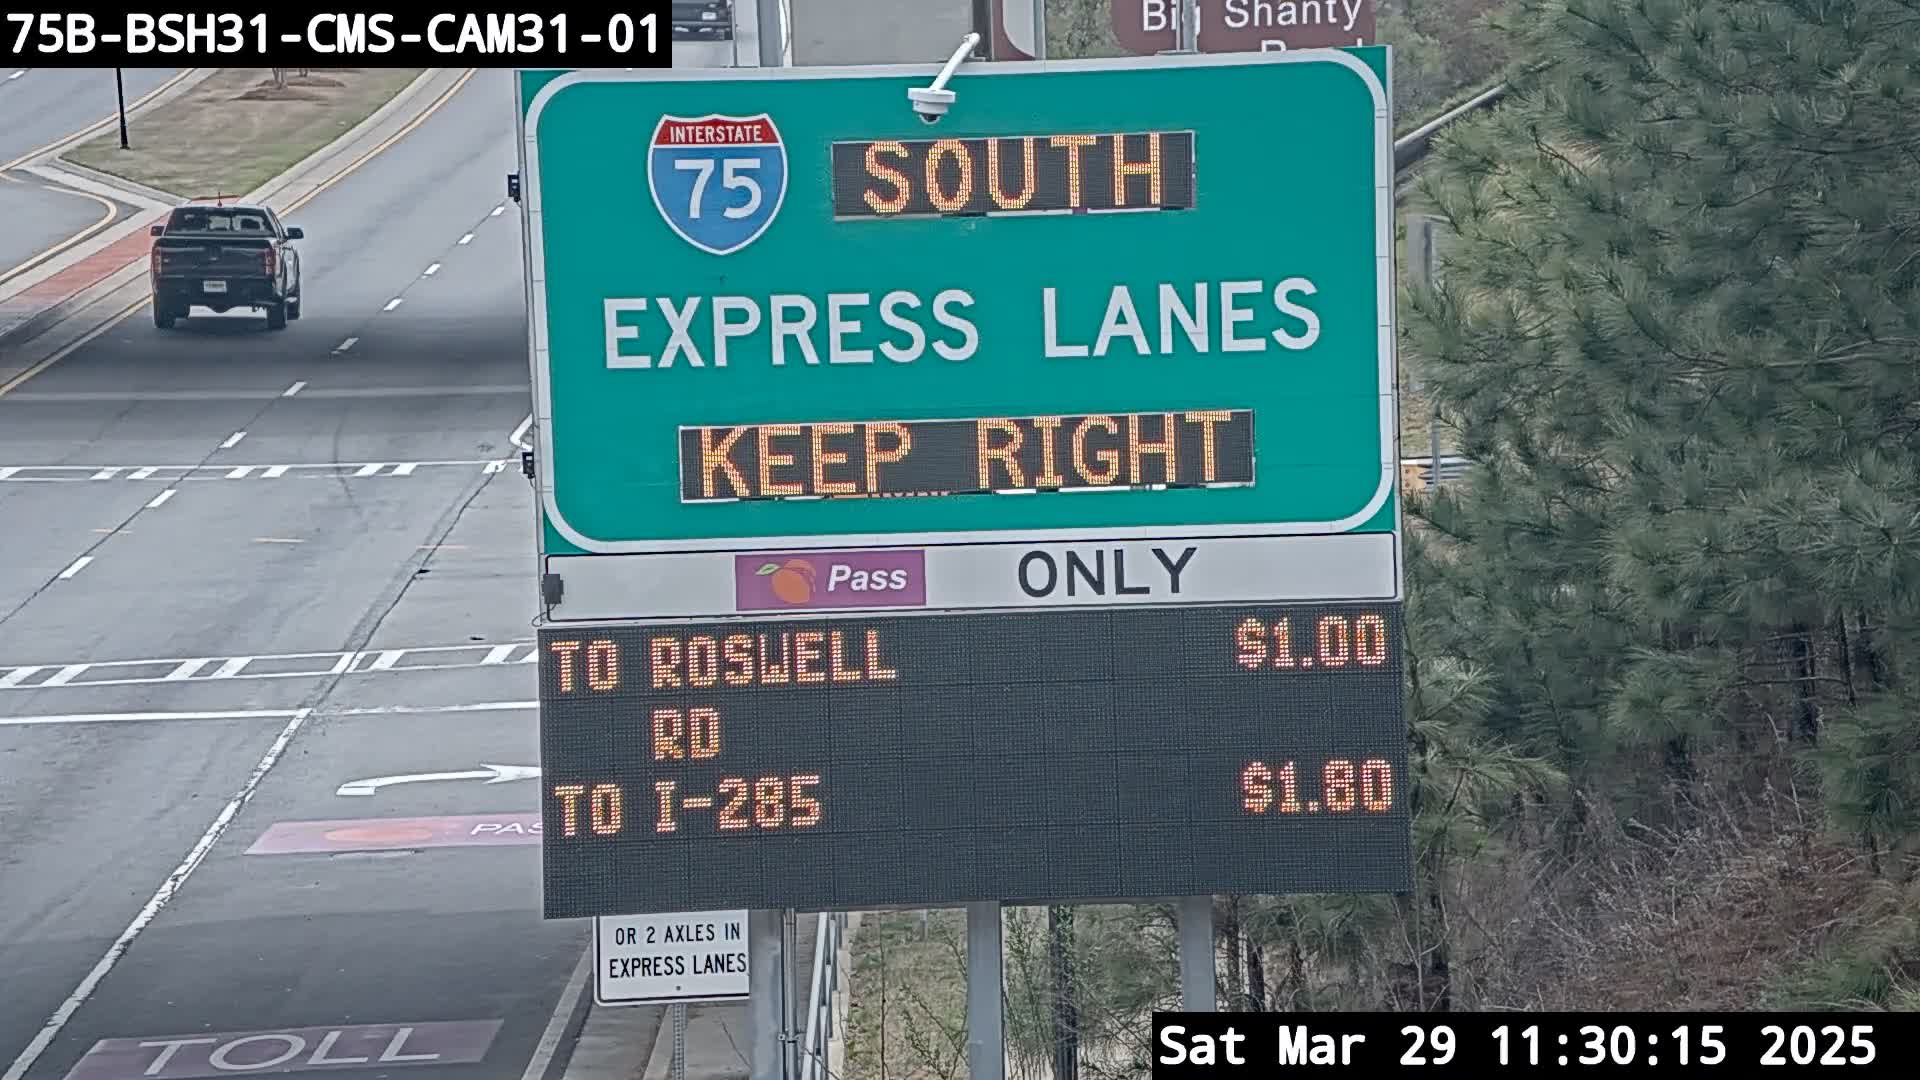 75B-BSH31-CMS-CAM31-01
Big Shanty
Road
INTERSTATE
75
SOUTH
EXPRESS LANES
KEEP RIGHT
Pass ONLY
TO ROSWELL $1.00
RD
TO I-285 $1.80
PAS
OR 2 AXLES IN
EXPRESS LANES
TOLL
Sat Mar 29 11:30:15 2025